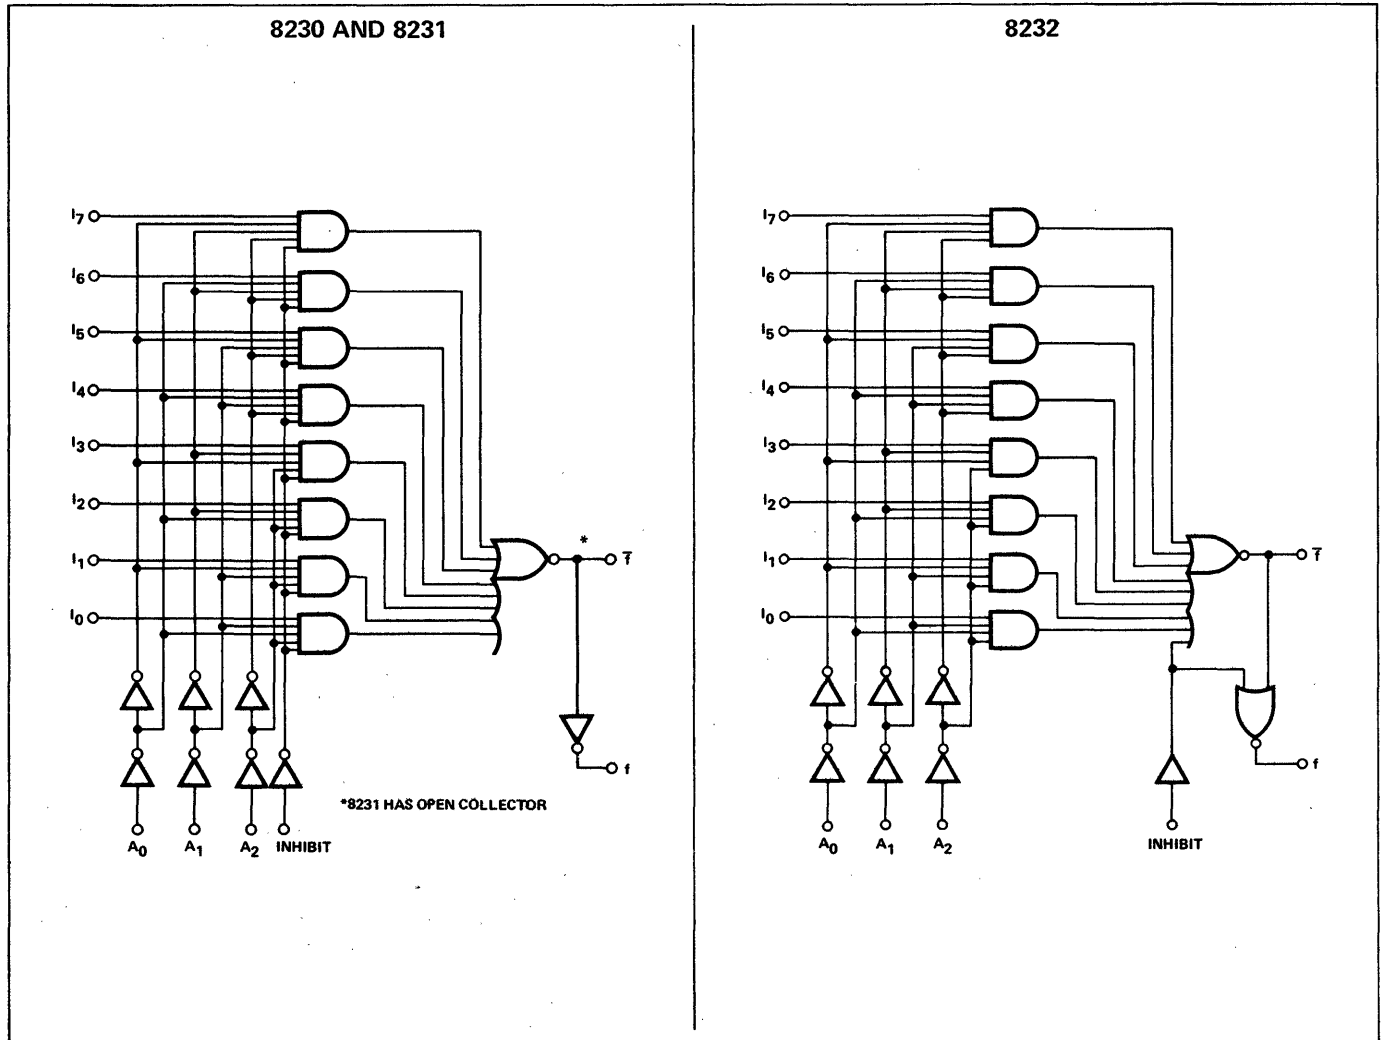 8230 AND 8231
I7
I6
I5
I4
I3
I2
I1
I0
*
f̅
f
*8231 HAS OPEN COLLECTOR
A0
A1
A2
INHIBIT
8232
I7
I6
I5
I4
I3
I2
I1
I0
f̅
f
A0
A1
A2
INHIBIT